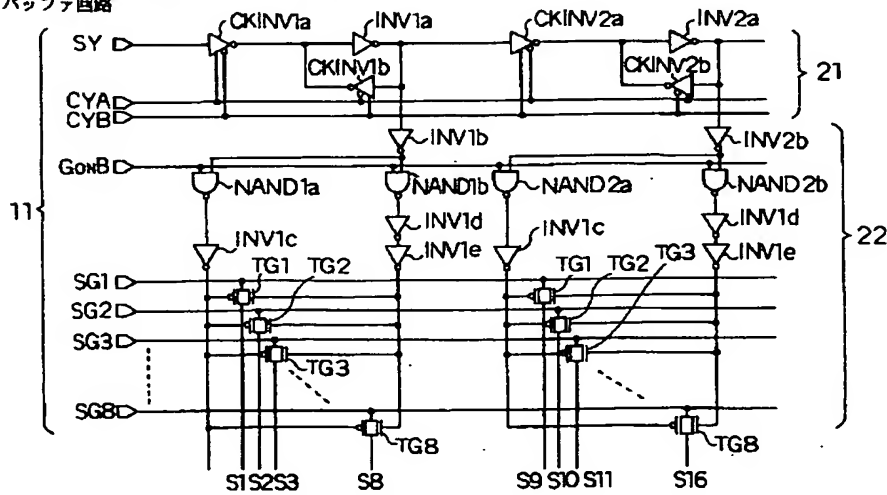 バッファ回路
CKINV1a INV1a CKINV2a INV2a
SY
CKINV1b CKINV2b
21
CYA
CYB
INV1b INV2b
GONB
NAND1a NAND1b NAND2a NAND2b
11
INV1d INV1d
22
INV1c INV1e INV1c INV1e
SG1
TG1 TG2 TG1 TG2 TG3
SG2
SG3
TG3
SG8
TG8 TG8
S1 S2 S3 S8 S9 S10 S11 S16